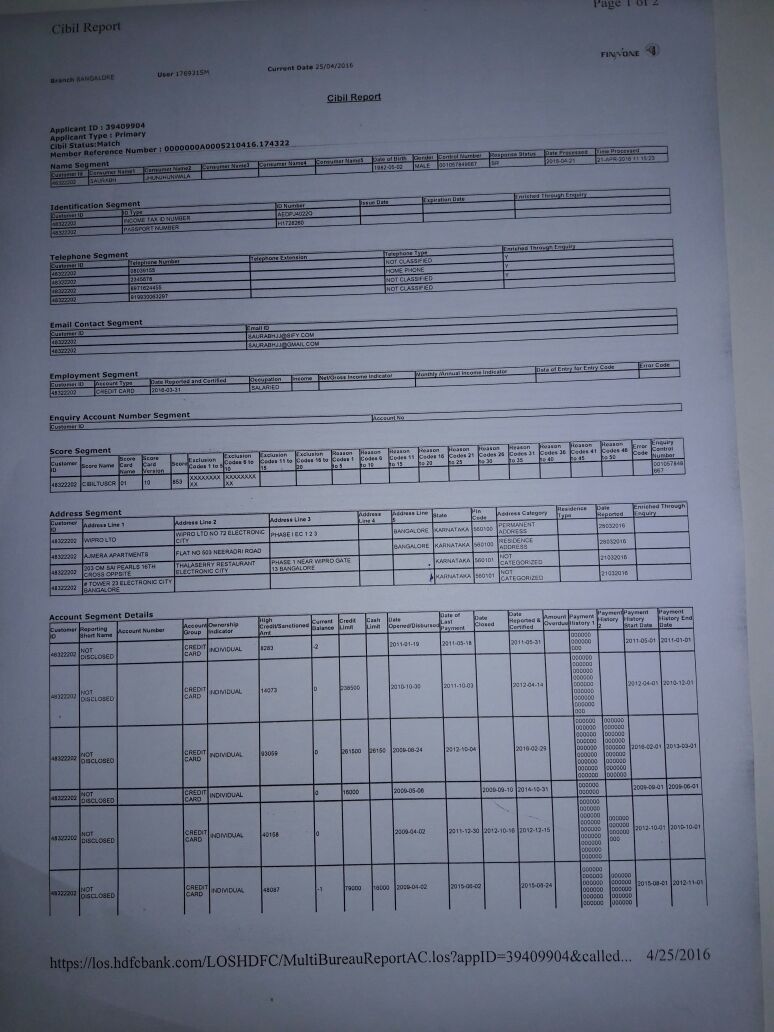 Page 1 of 2
Cibil Report
FINNONE
Branch BANGALORE User 1769315M Current Date 25/04/2016
Cibil Report
Applicant ID : 39409904
Applicant Type : Primary
Cibil Status:Match
Member Reference Number : 0000000A0005210416.174322
Name Segment
Customer Id Consumer Name1 Consumer Name2 Consumer Name3 Consumer Name4 Consumer Name5 Date of Birth Gender Control Number Response Status Date Processed Time Processed
48322202 SAURABH JHUNJHUNWALA 1982-05-02 MALE 001057849667 SR 2016-04-21 21-APR-2016 11:15:23
Identification Segment
Customer ID ID Type ID Number Issue Date Expiration Date Enriched Through Enquiry
48322202 INCOME TAX ID NUMBER AEDPJ4022Q
48322202 PASSPORT NUMBER H1728260
Telephone Segment
Customer ID Telephone Number Telephone Extension Telephone Type Enriched Through Enquiry
48322202 08039155 NOT CLASSIFIED Y
48322202 2345678 HOME PHONE Y
48322202 9971624455 NOT CLASSIFIED Y
48322202 919930063297 NOT CLASSIFIED
Email Contact Segment
Customer ID Email ID
48322202 SAURABHJJ@SIFY.COM
48322202 SAURABHJJ@GMAIL.COM
Employment Segment
Customer ID Account Type Date Reported and Certified Occupation Income Net/Gross Income Indicator Monthly /Annual Income Indicator Date of Entry for Entry Code Error Code
48322202 CREDIT CARD 2016-03-31 SALARIED
Enquiry Account Number Segment
Customer ID Account No
Score Segment
Customer ID Score Name Score Card Name Score Card Version Score Exclusion Codes 1 to 5 Exclusion Codes 6 to 10 Exclusion Codes 11 to 15 Exclusion Codes 16 to 20 Reason Codes 1 to 5 Reason Codes 6 to 10 Reason Codes 11 to 15 Reason Codes 16 to 20 Reason Codes 21 to 25 Reason Codes 26 to 30 Reason Codes 31 to 35 Reason Codes 36 to 40 Reason Codes 41 to 45 Reason Codes 46 to 50 Error Code Enquiry Control Number
48322202 CIBILTUSCR 01 10 853 XXXXXXXX XX XXXXXXXX XX 001057849667
Address Segment
Customer ID Address Line 1 Address Line 2 Address Line 3 Address Line 4 Address Line 5 State Pin Code Address Category Residence Type Date Reported Enriched Through Enquiry
48322202 WIPRO LTD WIPRO LTD NO 72 ELECTRONIC CITY PHASE I EC 1 2 3 BANGALORE KARNATAKA 560100 PERMANENT ADDRESS 28032016
48322202 AJMERA APARTMENTS FLAT NO 503 NEERADRI ROAD BANGALORE KARNATAKA 560100 RESIDENCE ADDRESS 28032016
48322202 203 OM SAI PEARLS 16TH CROSS OPPSITE THALASERRY RESTAURANT ELECTRONIC CITY PHASE 1 NEAR WIPRO GATE 13 BANGALORE KARNATAKA 560101 NOT CATEGORIZED 21032016
48322202 # TOWER 23 ELECTRONIC CITY BANGALORE KARNATAKA 560101 NOT CATEGORIZED 21032016
Account Segment Details
Customer ID Reporting Short Name Account Number Account Group Ownership Indicator High Credit/Sanctioned Amt Current Balance Credit Limit Cash Limit Date Opened/Disbursed Date of Last Payment Date Closed Date Reported & Certified Amount Overdue Payment History 1 Payment History 2 Payment History Start Date Payment History End Date
48322202 NOT DISCLOSED CREDIT CARD INDIVIDUAL 8283 -2 2011-01-19 2011-05-18 2011-05-31 000000 000000 000 2011-05-01 2011-01-01
48322202 NOT DISCLOSED CREDIT CARD INDIVIDUAL 14073 0 238500 2010-10-30 2011-10-03 2012-04-14 000000 000000 000000 000000 000000 000000 000000 000000 000 2012-04-01 2010-12-01
48322202 NOT DISCLOSED CREDIT CARD INDIVIDUAL 93059 0 261500 26150 2009-06-24 2012-10-04 2016-02-29 000000 000000 000000 000000 000000 000000 000000 000000 000000 000000 000000 000000 000000 000000 000000 000000 000000 000000 2016-02-01 2013-03-01
48322202 NOT DISCLOSED CREDIT CARD INDIVIDUAL 0 16000 2009-05-06 2009-09-10 2014-10-31 000000 000000 2009-09-01 2009-06-01
48322202 NOT DISCLOSED CREDIT CARD INDIVIDUAL 40158 0 2009-04-02 2011-12-30 2012-10-16 2012-12-15 000000 000000 000000 000000 000000 000000 000000 000000 000000 000000 000000 000000 000 2012-10-01 2010-10-01
48322202 NOT DISCLOSED CREDIT CARD INDIVIDUAL 48087 -1 79000 16000 2009-04-02 2015-06-02 2015-08-24 000000 000000 000000 000000 000000 000000 000000 000000 000000 000000 2015-08-01 2012-11-01
https://los.hdfcbank.com/LOSHDFC/MultiBureauReportAC.los?appID=39409904&called... 4/25/2016